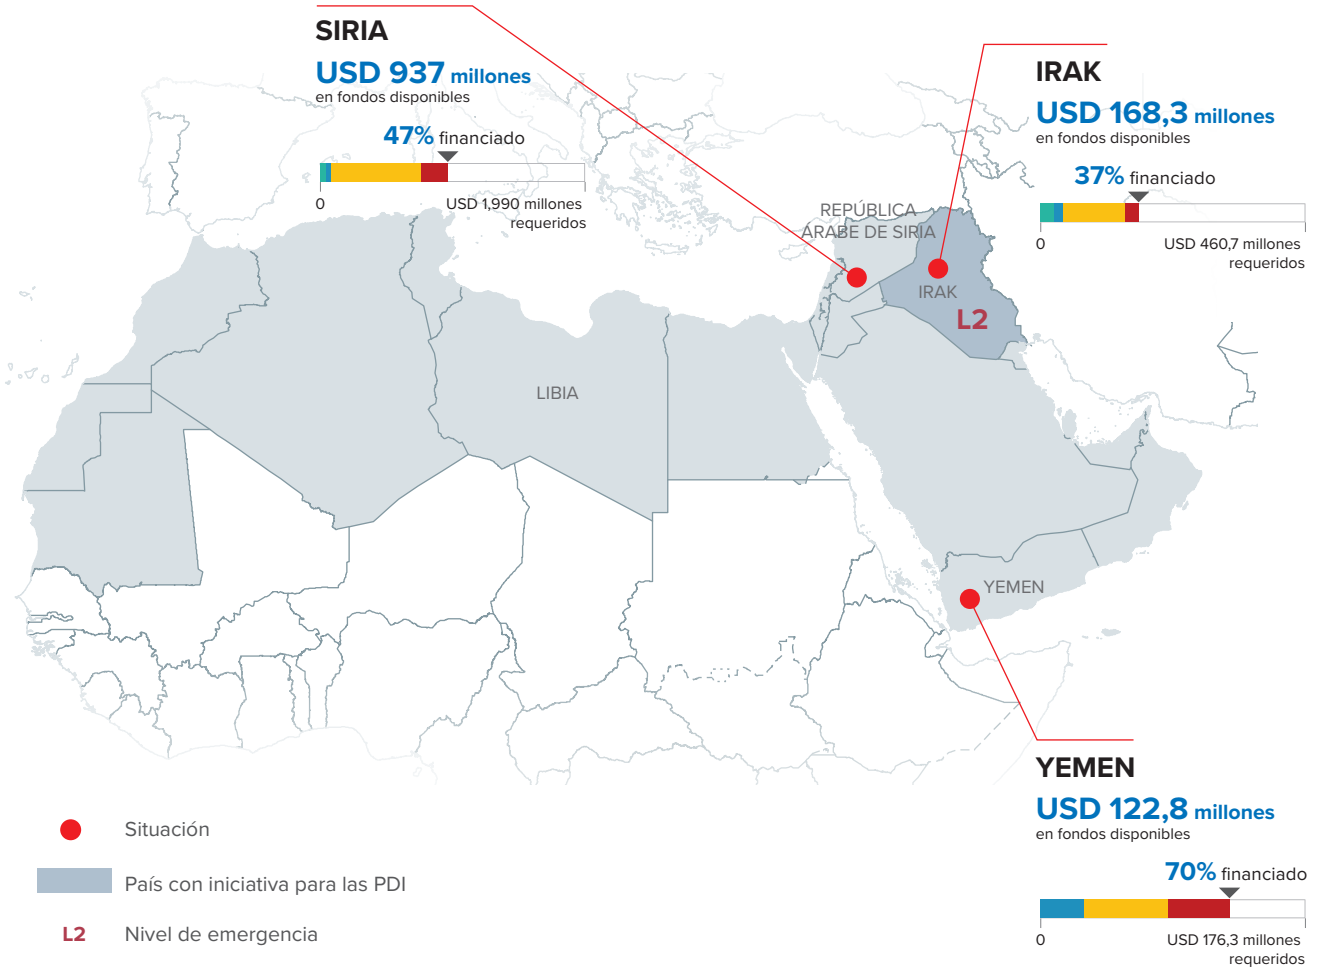 SIRIA
USD 937 millones
en fondos disponibles
47% financiado
0
USD 1,990 millones
requeridos
IRAK
USD 168,3 millones
en fondos disponibles
37% financiado
0
USD 460,7 millones
requeridos
REPÚBLICA
ÁRABE DE SIRIA
IRAK
L2
LIBIA
YEMEN
YEMEN
USD 122,8 millones
en fondos disponibles
70% financiado
0
USD 176,3 millones
requeridos
Situación
País con iniciativa para las PDI
L2 Nivel de emergencia